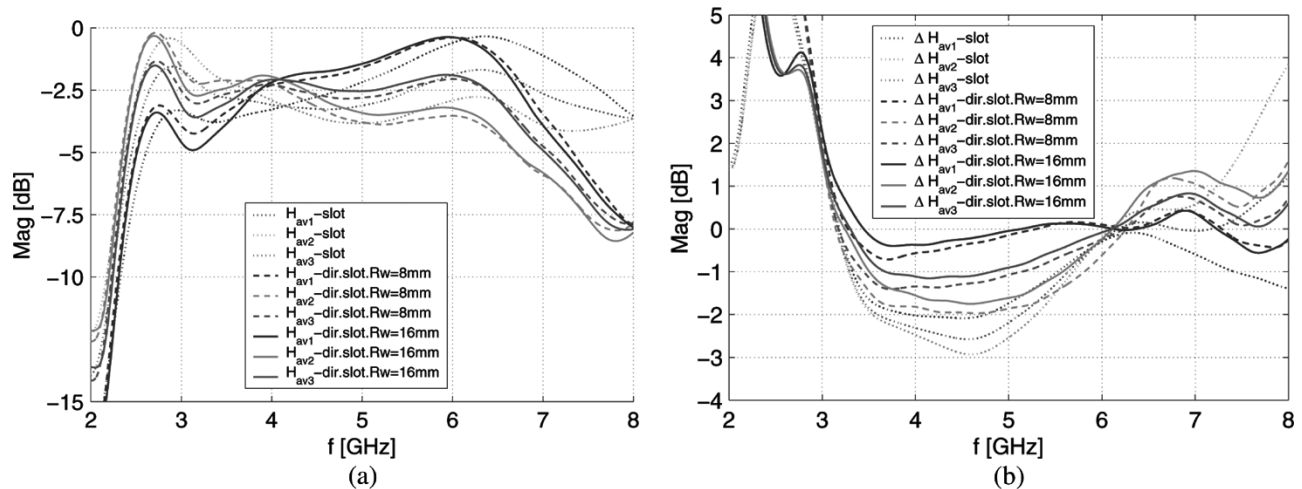 0
−2.5
−5
−7.5
−10
−12.5
−15
Mag [dB]
2 3 4 5 6 7 8
f [GHz]
H_av1−slot
H_av2−slot
H_av3−slot
H_av1−dir.slot.Rw=8mm
H_av2−dir.slot.Rw=8mm
H_av3−dir.slot.Rw=8mm
H_av1−dir.slot.Rw=16mm
H_av2−dir.slot.Rw=16mm
H_av3−dir.slot.Rw=16mm
(a)
5
4
3
2
1
0
−1
−2
−3
−4
Mag [dB]
2 3 4 5 6 7 8
f [GHz]
Δ H_av1−slot
Δ H_av2−slot
Δ H_av3−slot
Δ H_av1−dir.slot.Rw=8mm
Δ H_av2−dir.slot.Rw=8mm
Δ H_av3−dir.slot.Rw=8mm
Δ H_av1−dir.slot.Rw=16mm
Δ H_av2−dir.slot.Rw=16mm
Δ H_av3−dir.slot.Rw=16mm
(b)